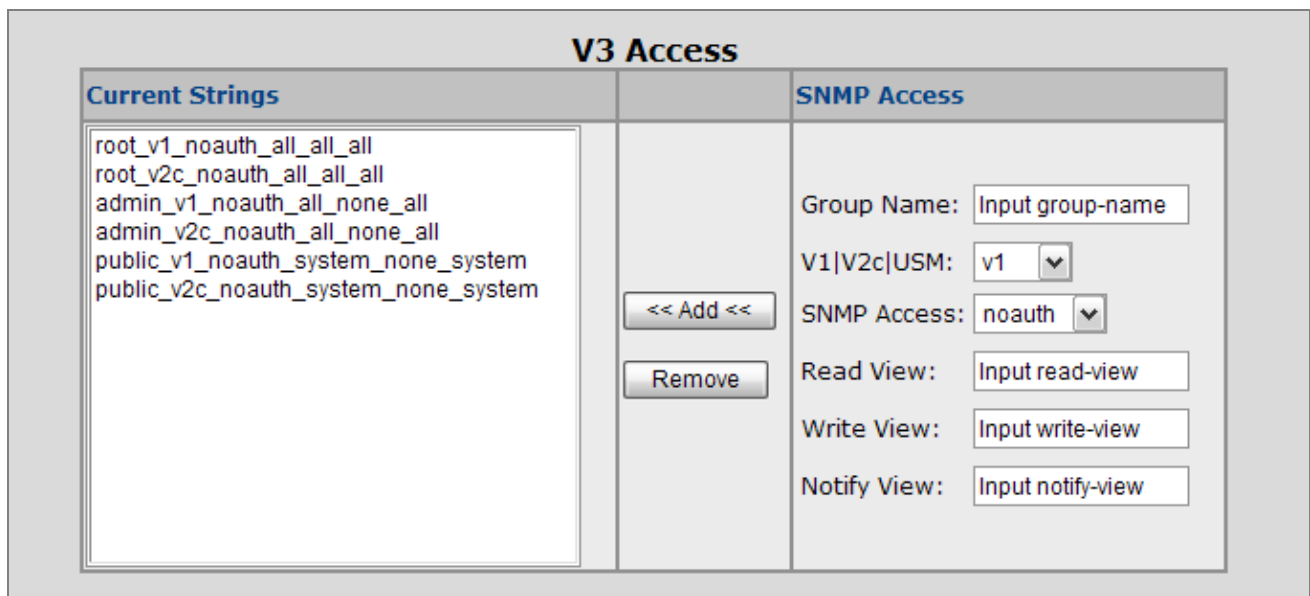 V3 Access
Current Strings
SNMP Access
root_v1_noauth_all_all_all
root_v2c_noauth_all_all_all
admin_v1_noauth_all_none_all
admin_v2c_noauth_all_none_all
public_v1_noauth_system_none_system
public_v2c_noauth_system_none_system
<< Add <<
Remove
Group Name: Input group-name
V1|V2c|USM: v1
SNMP Access: noauth
Read View: Input read-view
Write View: Input write-view
Notify View: Input notify-view